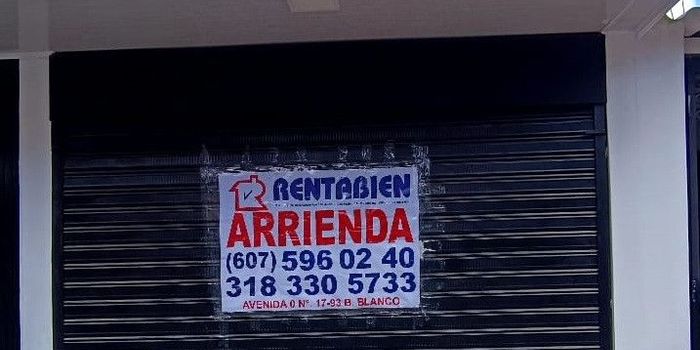 RENTABIEN
ARRIENDA
(607) 596 02 40
318 330 5733
AVENIDA 0 Nº. 17-93 B. BLANCO